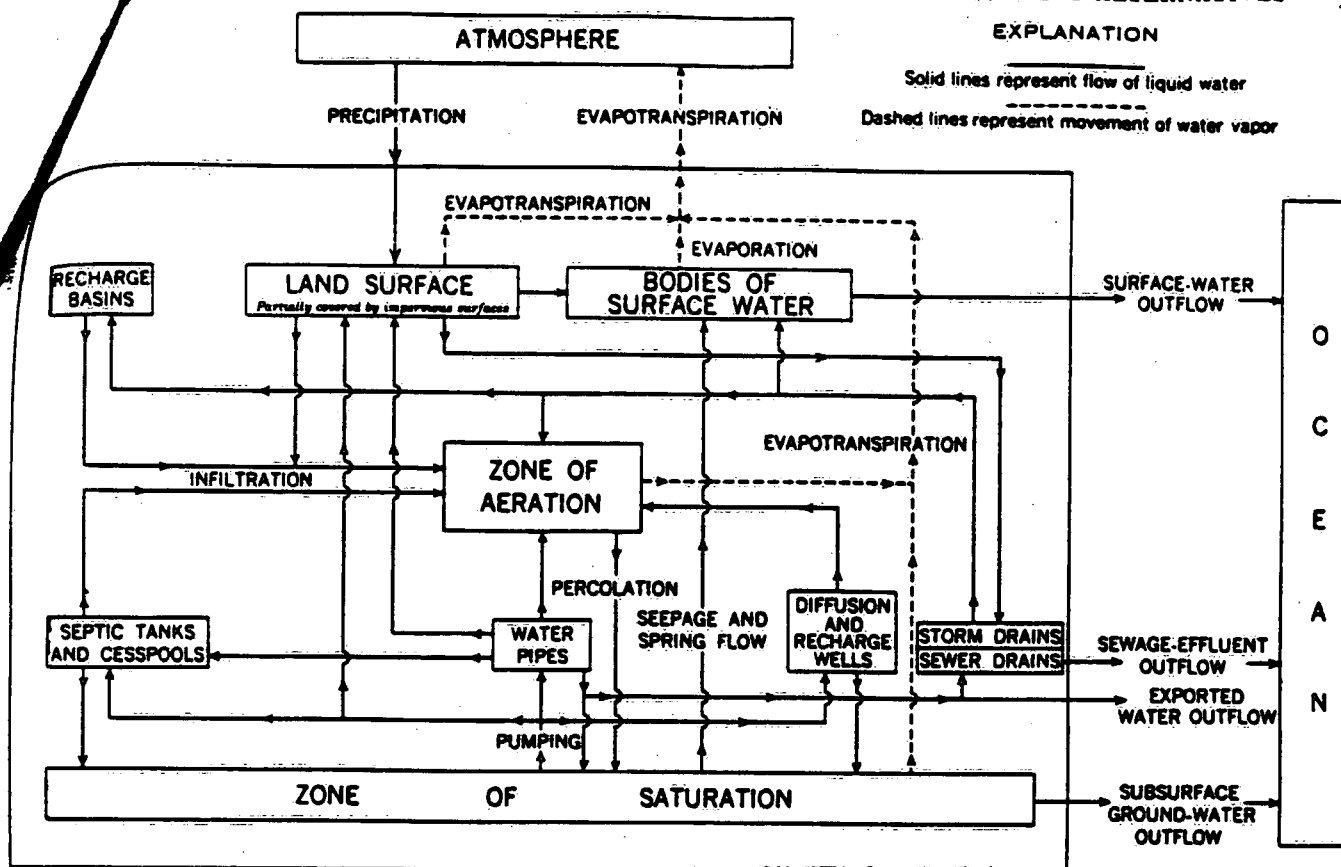 EXPLANATION
Solid lines represent flow of liquid water
Dashed lines represent movement of water vapor
ATMOSPHERE
PRECIPITATION
EVAPOTRANSPIRATION
EVAPOTRANSPIRATION
EVAPORATION
RECHARGE
BASINS
LAND SURFACE
Partially covered by impervious surfaces
BODIES OF
SURFACE WATER
SURFACE-WATER
OUTFLOW
OCEAN
EVAPOTRANSPIRATION
INFILTRATION
ZONE OF
AERATION
PERCOLATION
SEEPAGE AND
SPRING FLOW
DIFFUSION
AND
RECHARGE
WELLS
SEPTIC TANKS
AND CESSPOOLS
WATER
PIPES
STORM DRAINS
SEWER DRAINS
SEWAGE-EFFLUENT
OUTFLOW
EXPORTED
WATER OUTFLOW
PUMPING
ZONE OF SATURATION
SUBSURFACE
GROUND-WATER
OUTFLOW